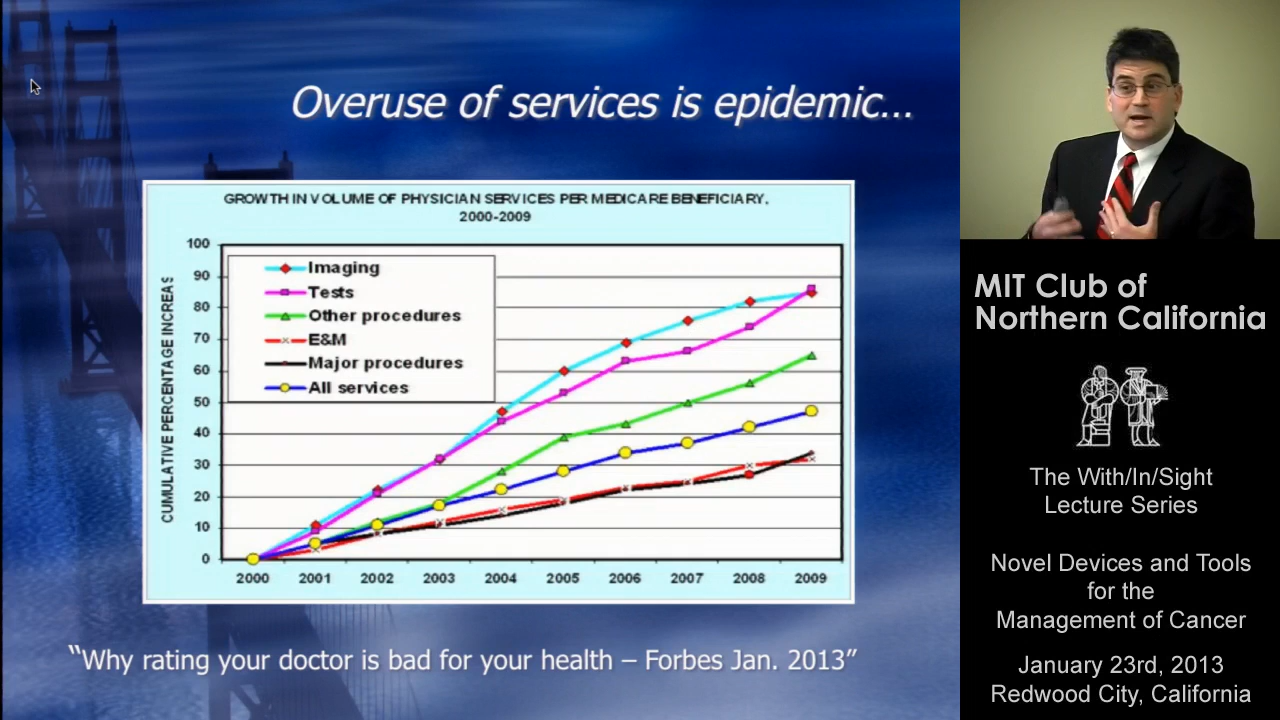 Overuse of services is epidemic...
GROWTH IN VOLUME OF PHYSICIAN SERVICES PER MEDICARE BENEFICIARY,
2000-2009
CUMULATIVE PERCENTAGE INCREAS
100
90
80
70
60
50
40
30
20
10
0
Imaging
Tests
Other procedures
E&M
Major procedures
All services
2000 2001 2002 2003 2004 2005 2006 2007 2008 2009
“Why rating your doctor is bad for your health – Forbes Jan. 2013”
MIT Club of
Northern California
The With/In/Sight
Lecture Series
Novel Devices and Tools
for the
Management of Cancer
January 23rd, 2013
Redwood City, California